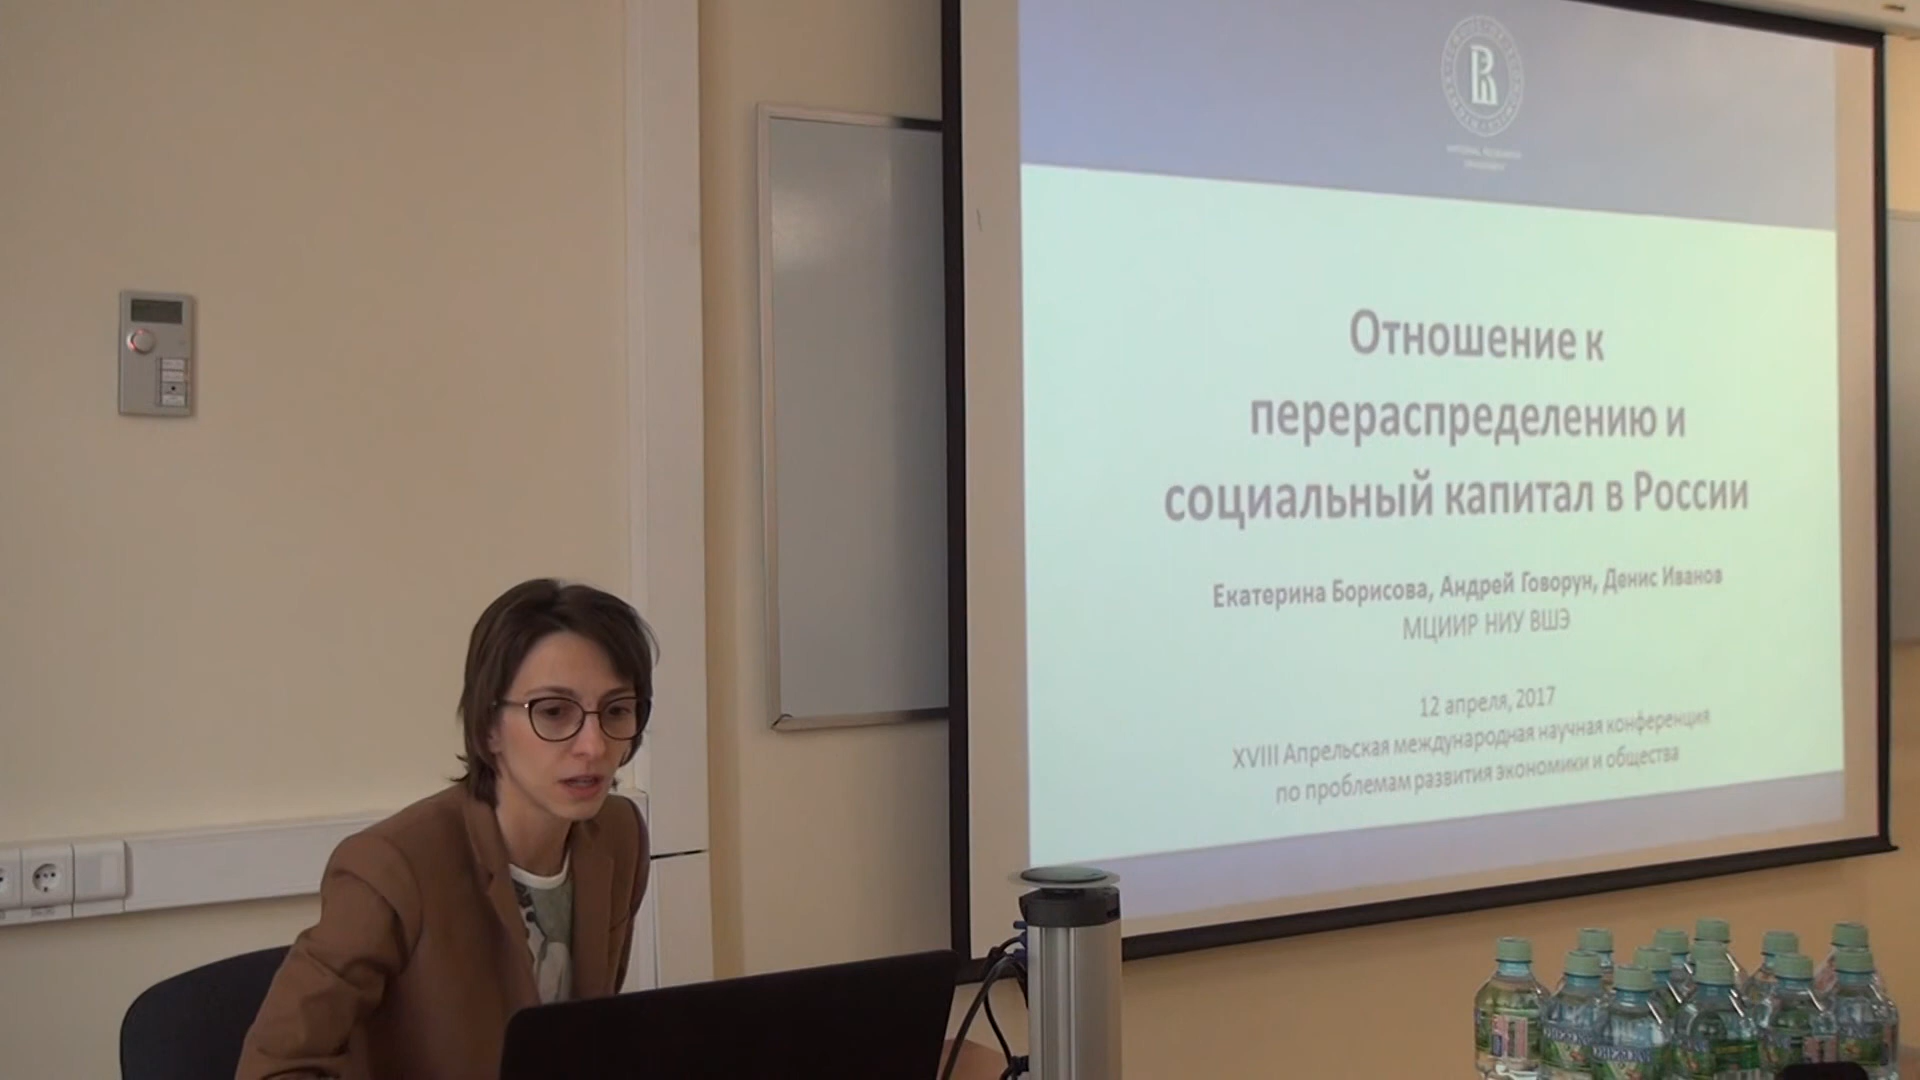 Отношение к
перераспределению и
социальный капитал в России
Екатерина Борисова, Андрей Говорун, Денис Иванов
МЦИИР НИУ ВШЭ
12 апреля, 2017
XVIII Апрельская международная научная конференция
по проблемам развития экономики и общества